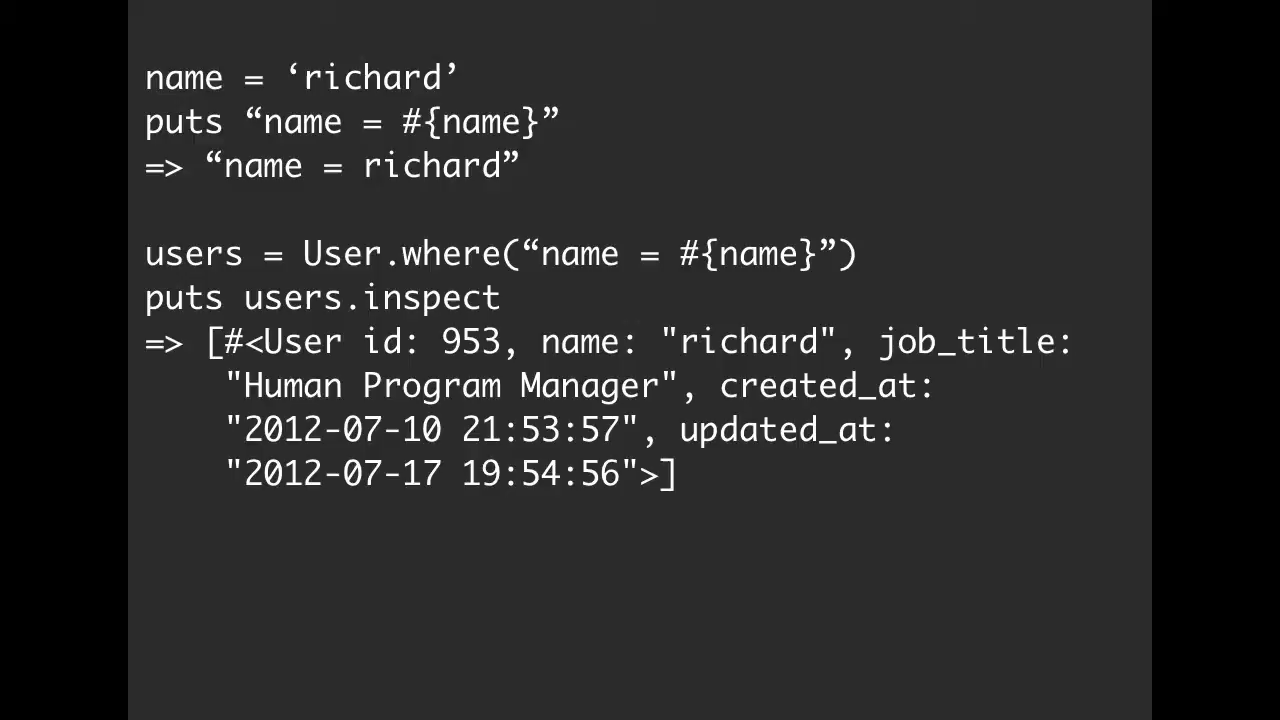 name = ‘richard’
puts “name = #{name}”
=> “name = richard”
users = User.where(“name = #{name}”)
puts users.inspect
=> [#<User id: 953, name: "richard", job_title:
"Human Program Manager", created_at:
"2012-07-10 21:53:57", updated_at:
"2012-07-17 19:54:56">]